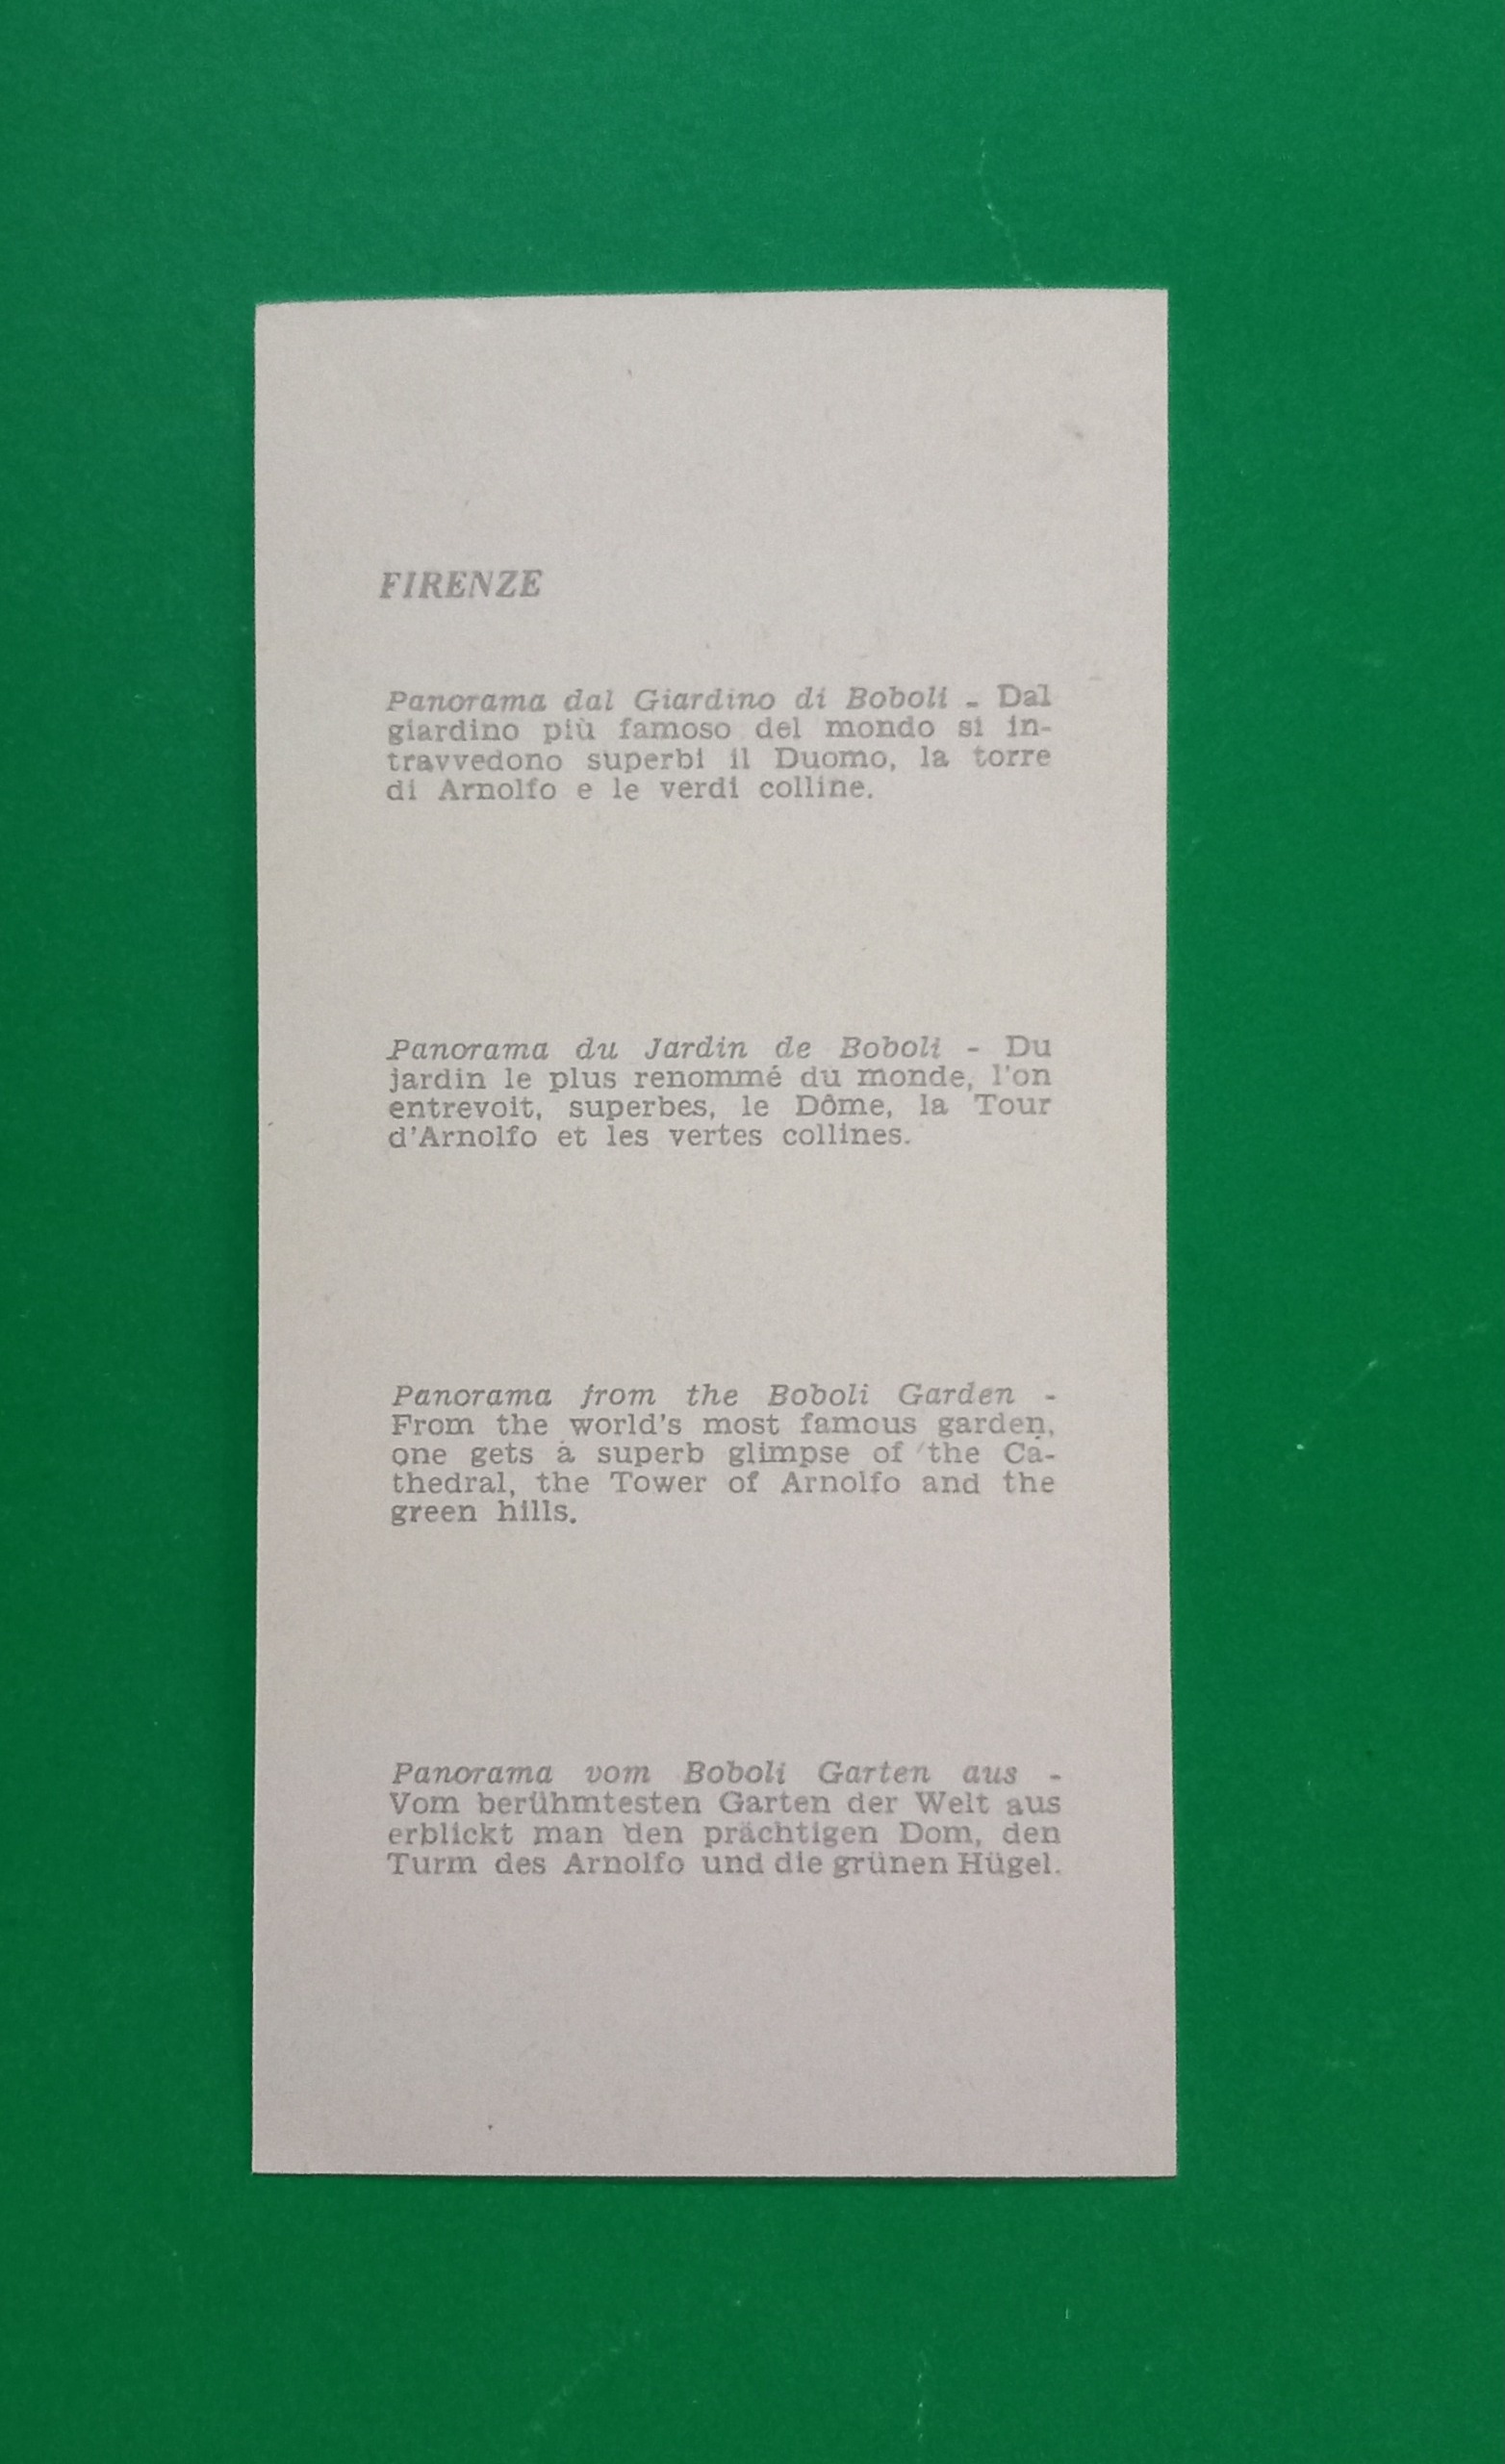 FIRENZE
Panorama dal Giardino di Boboli - Dal
giardino più famoso del mondo si in-
travvedono superbi il Duomo, la torre
di Arnolfo e le verdi colline.
Panorama du Jardin de Boboli - Du
jardin le plus renommé du monde, l'on
entrevoit, superbes, le Dôme, la Tour
d'Arnolfo et les vertes collines.
Panorama from the Boboli Garden -
From the world's most famous garden,
one gets a superb glimpse of the Ca-
thedral, the Tower of Arnolfo and the
green hills.
Panorama vom Boboli Garten aus -
Vom berühmtesten Garten der Welt aus
erblickt man den prächtigen Dom, den
Turm des Arnolfo und die grünen Hügel.